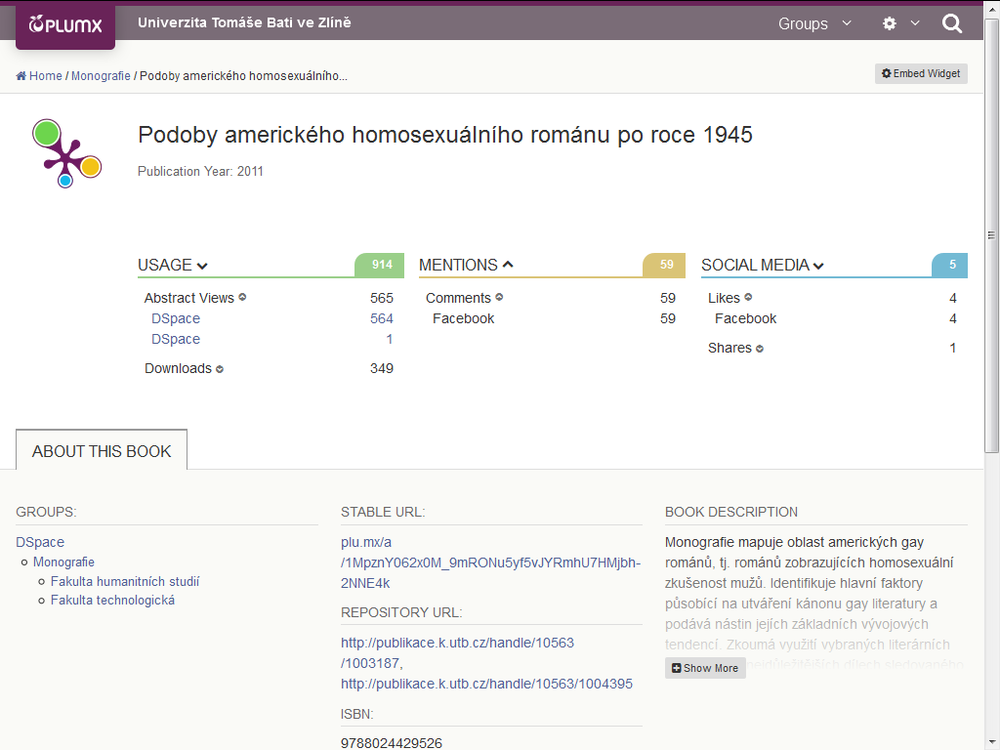 PLUMX
Univerzita Tomáše Bati ve Zlíně
Groups
Home / Monografie / Podoby amerického homosexuálního...
Embed Widget
Podoby amerického homosexuálního románu po roce 1945
Publication Year: 2011
USAGE 914
Abstract Views 565
DSpace 564
DSpace 1
Downloads 349
MENTIONS 59
Comments 59
Facebook 59
SOCIAL MEDIA 5
Likes 4
Facebook 4
Shares 1
ABOUT THIS BOOK
GROUPS:
DSpace
Monografie
Fakulta humanitních studií
Fakulta technologická
STABLE URL:
plu.mx/a
/1MpznY062x0M_9mRONu5yf5vJYRmhU7HMjbh-
2NNE4k
REPOSITORY URL:
http://publikace.k.utb.cz/handle/10563
/1003187,
http://publikace.k.utb.cz/handle/10563/1004395
ISBN:
9788024429526
BOOK DESCRIPTION
Monografie mapuje oblast amerických gay
románů, tj. románů zobrazujících homosexuální
zkušenost mužů. Identifikuje hlavní faktory
působící na utváření kánonu gay literatury a
podává nástin jejích základních vývojových
tendencí. Zkoumá využití vybraných literárních
Show More